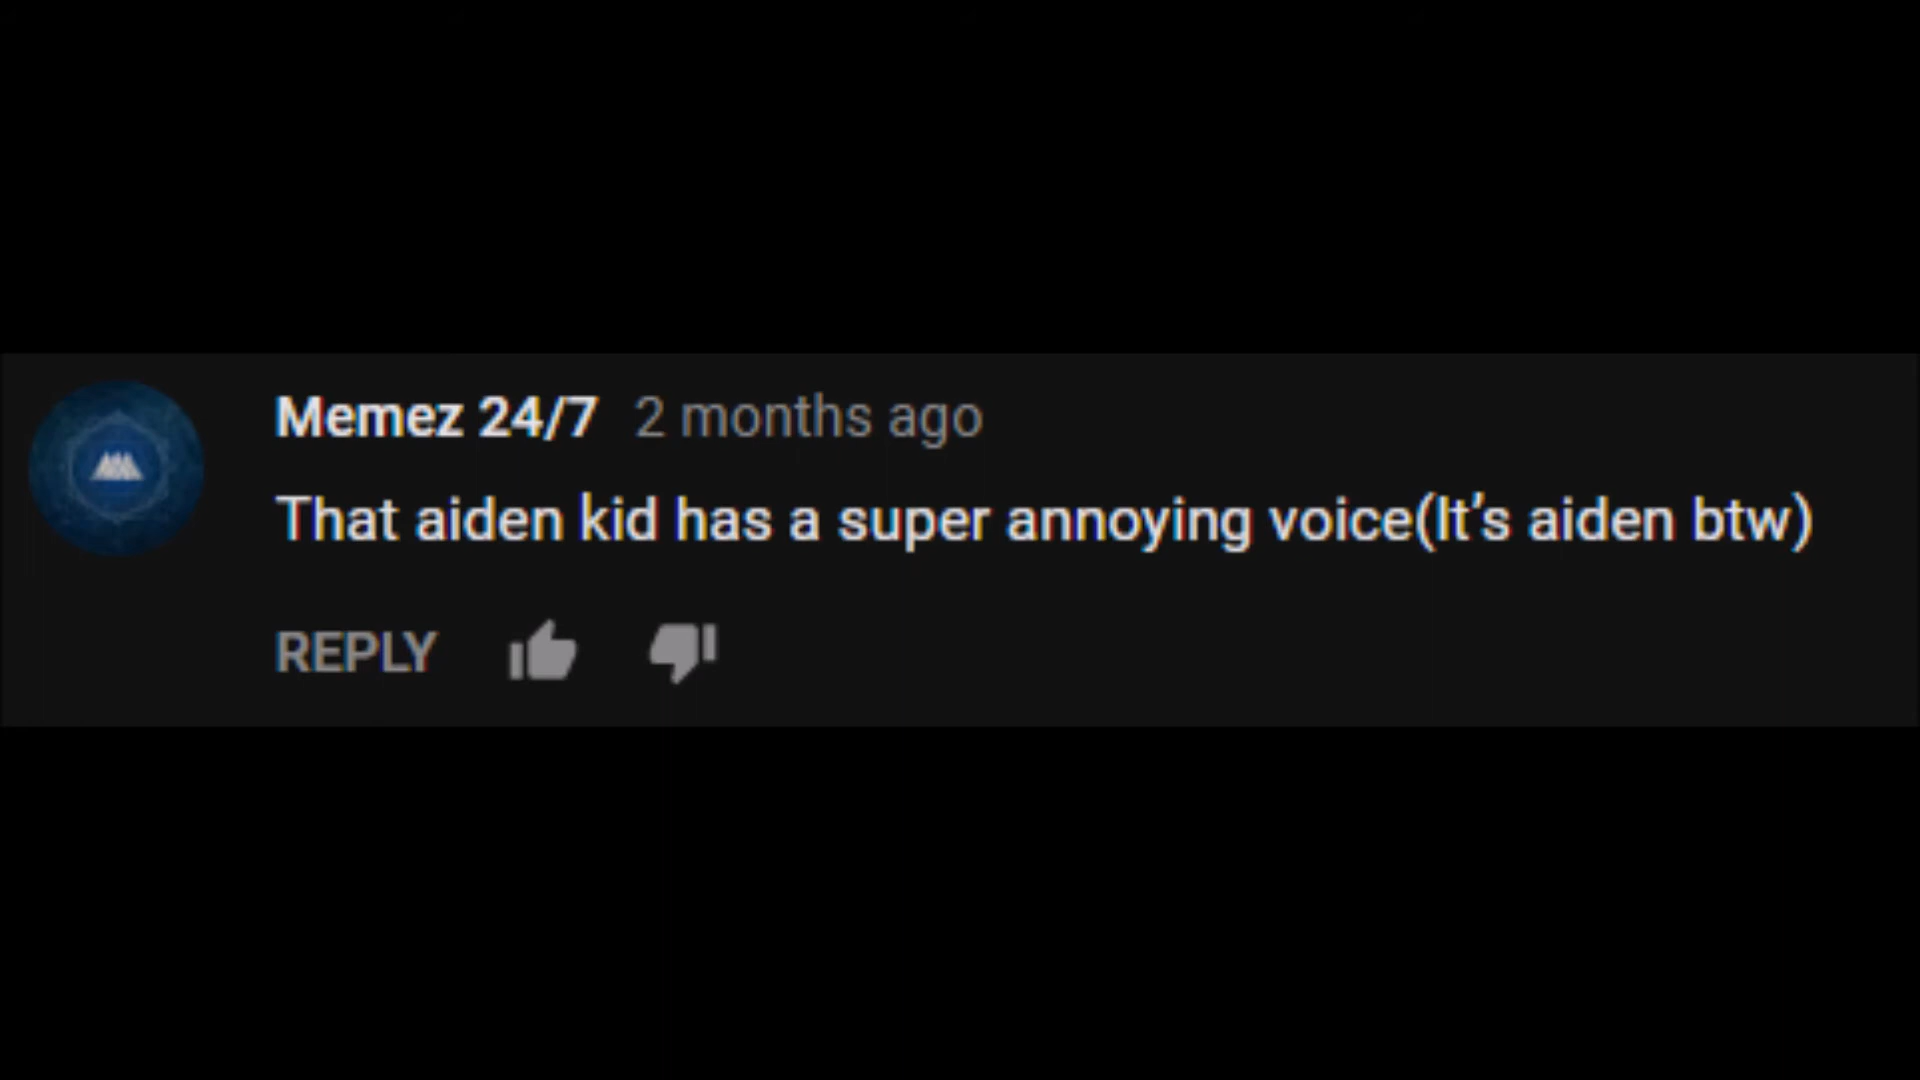 Memez 24/7 2 months ago
That aiden kid has a super annoying voice(It's aiden btw)
REPLY